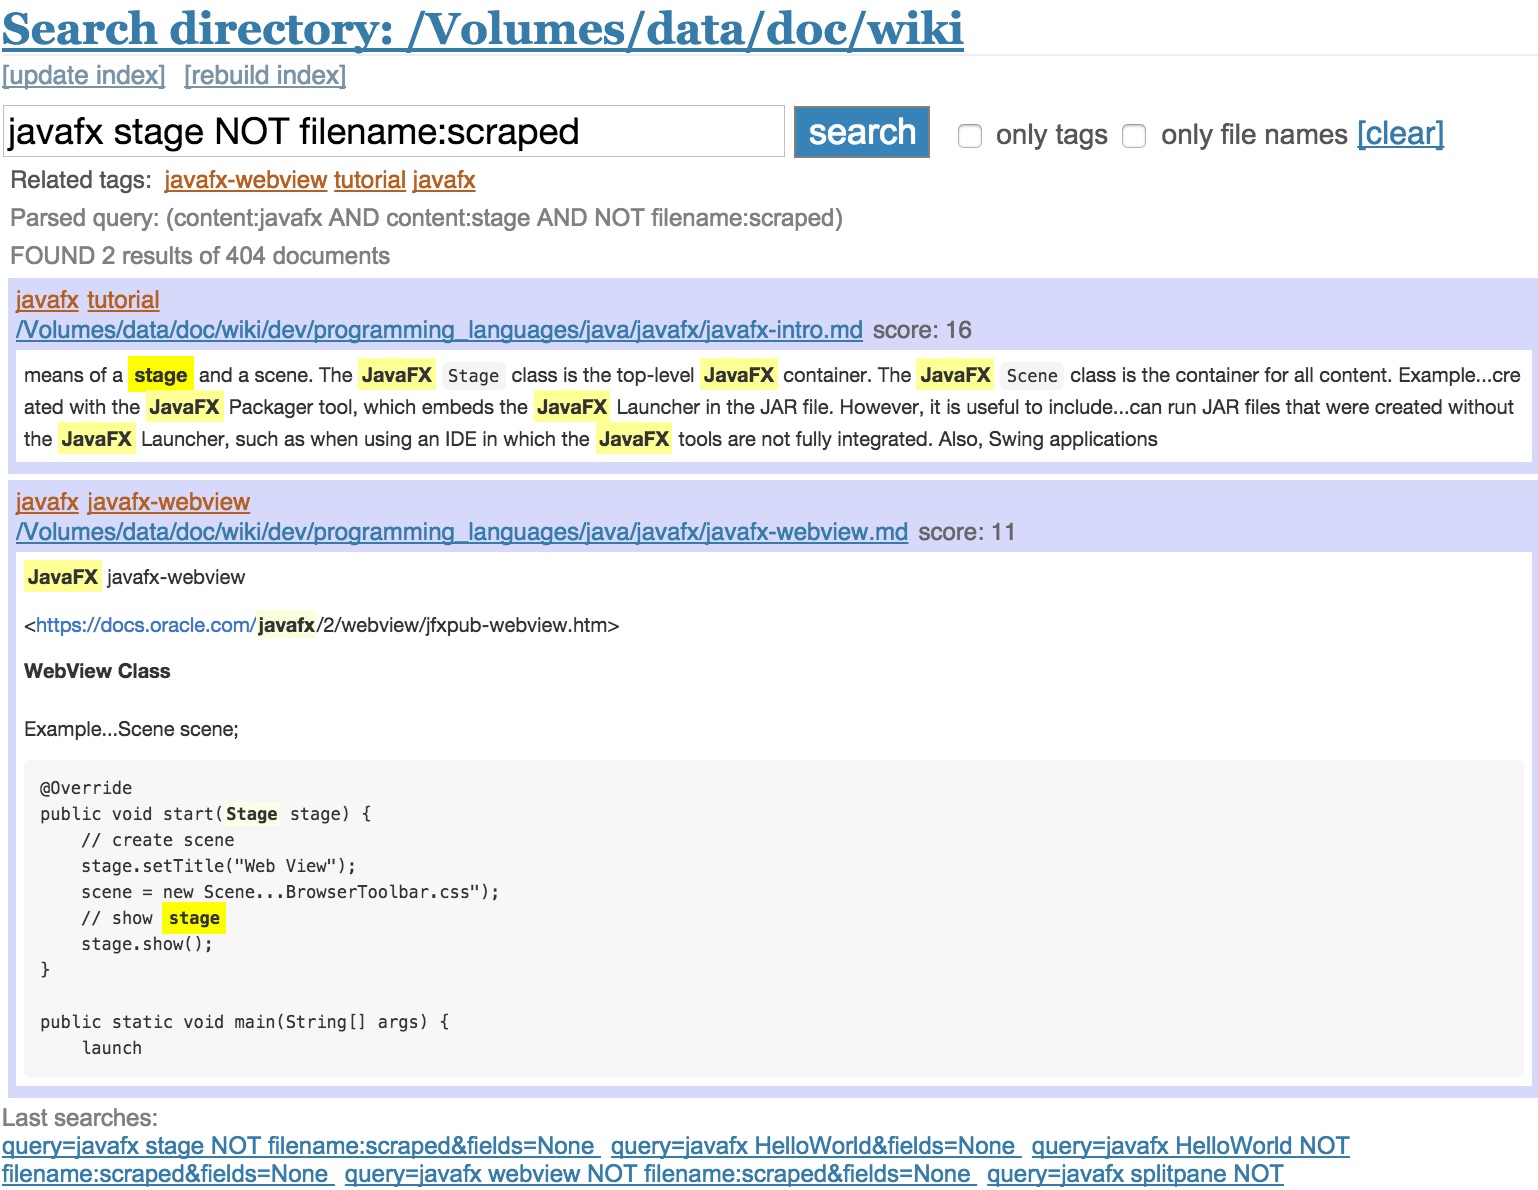 Search directory: /Volumes/data/doc/wiki
[update index] [rebuild index]
javafx stage NOT filename:scraped search only tags only file names [clear]
Related tags: javafx-webview tutorial javafx
Parsed query: (content:javafx AND content:stage AND NOT filename:scraped)
FOUND 2 results of 404 documents
javafx tutorial
/Volumes/data/doc/wiki/dev/programming_languages/java/javafx/javafx-intro.md score: 16
means of a stage and a scene. The JavaFX Stage class is the top-level JavaFX container. The JavaFX Scene class is the container for all content. Example...cre
ated with the JavaFX Packager tool, which embeds the JavaFX Launcher in the JAR file. However, it is useful to include...can run JAR files that were created without
the JavaFX Launcher, such as when using an IDE in which the JavaFX tools are not fully integrated. Also, Swing applications
javafx javafx-webview
/Volumes/data/doc/wiki/dev/programming_languages/java/javafx/javafx-webview.md score: 11
JavaFX javafx-webview
<https://docs.oracle.com/javafx/2/webview/jfxpub-webview.htm>
WebView Class
Example...Scene scene;
@Override
public void start(Stage stage) {
    // create scene
    stage.setTitle("Web View");
    scene = new Scene...BrowserToolbar.css");
    // show stage
    stage.show();
}
public static void main(String[] args) {
    launch
Last searches:
query=javafx stage NOT filename:scraped&fields=None query=javafx HelloWorld&fields=None query=javafx HelloWorld NOT
filename:scraped&fields=None query=javafx webview NOT filename:scraped&fields=None query=javafx splitpane NOT